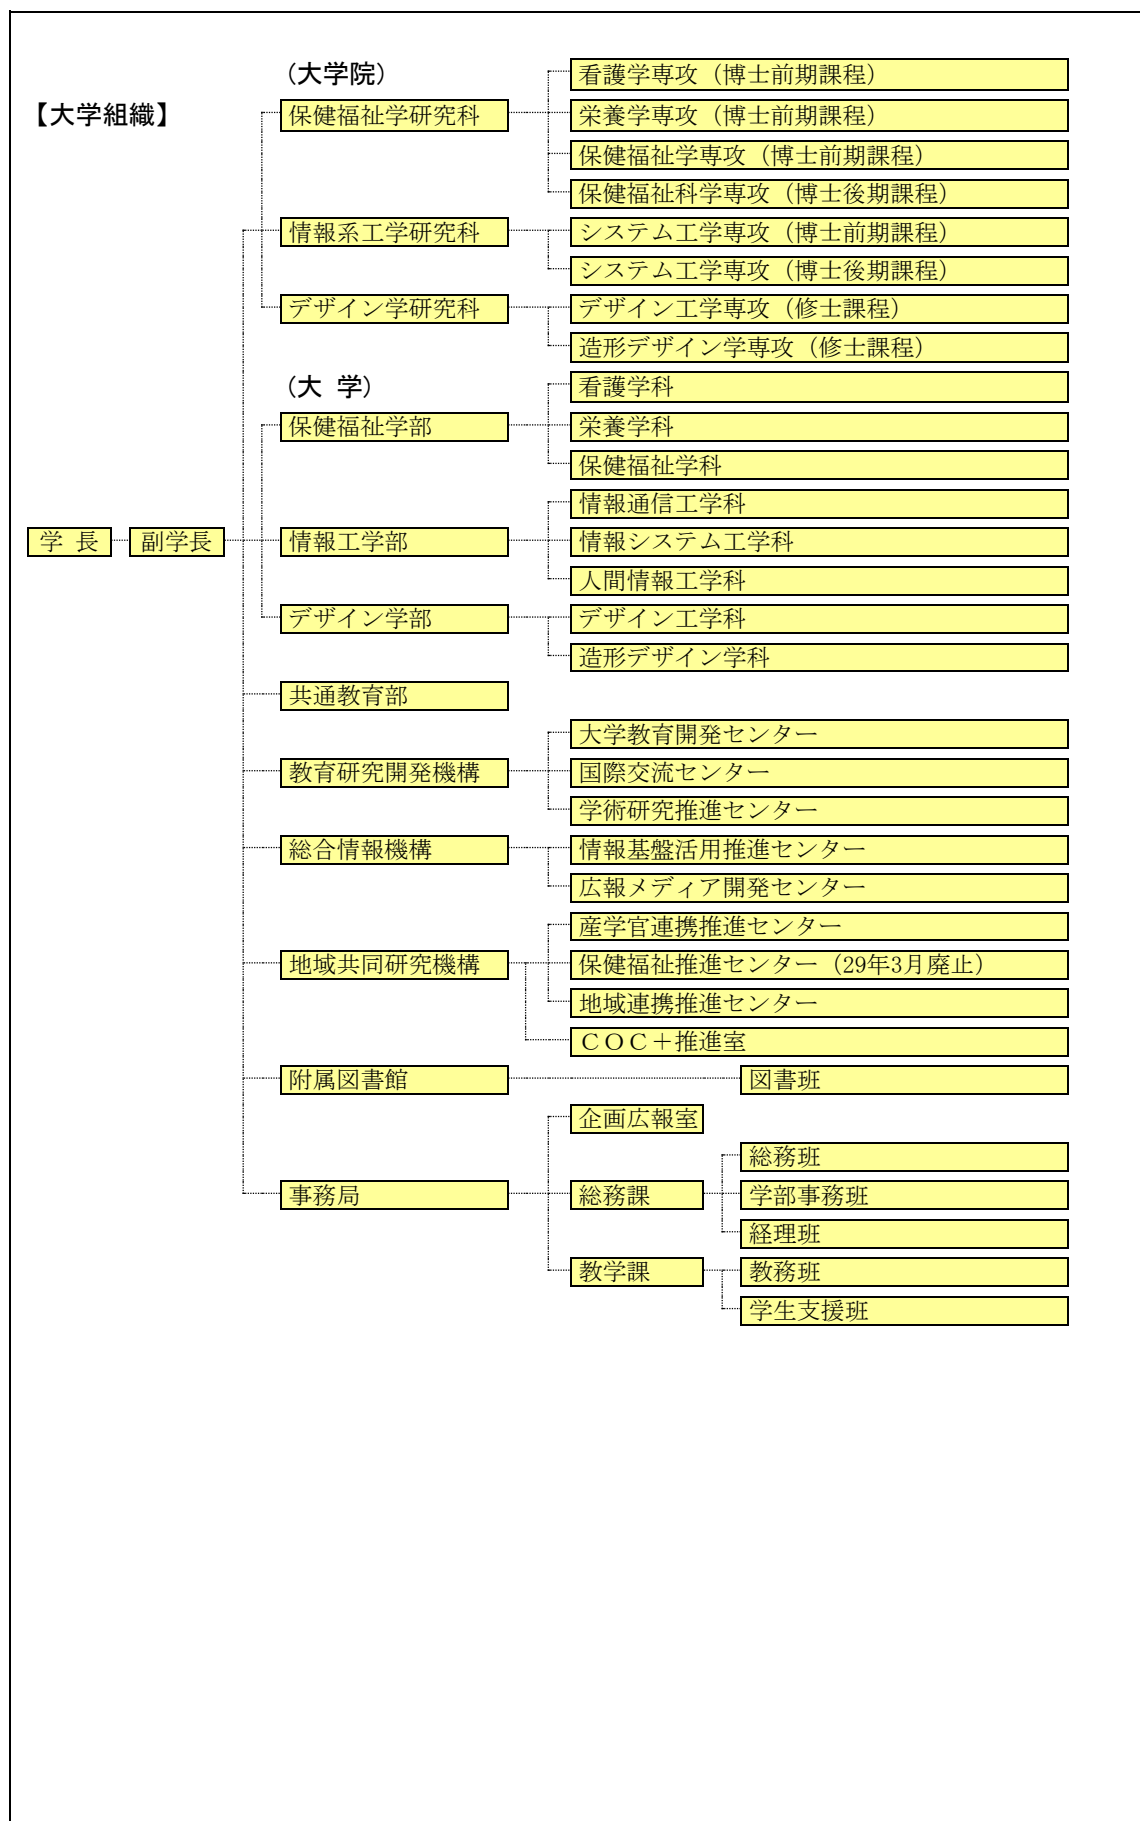 (大学院)
看護学専攻（博士前期課程）
【大学組織】
保健福祉学研究科
栄養学専攻（博士前期課程）
保健福祉学専攻（博士前期課程）
保健福祉科学専攻（博士後期課程）
情報系工学研究科
システム工学専攻（博士前期課程）
システム工学専攻（博士後期課程）
デザイン学研究科
デザイン工学専攻（修士課程）
造形デザイン学専攻（修士課程）
(大 学)
看護学科
保健福祉学部
栄養学科
保健福祉学科
情報通信工学科
学 長
副学長
情報工学部
情報システム工学科
人間情報工学科
デザイン学部
デザイン工学科
造形デザイン学科
共通教育部
大学教育開発センター
教育研究開発機構
国際交流センター
学術研究推進センター
総合情報機構
情報基盤活用推進センター
広報メディア開発センター
産学官連携推進センター
地域共同研究機構
保健福祉推進センター（29年3月廃止）
地域連携推進センター
ＣＯＣ＋推進室
附属図書館
図書班
企画広報室
総務班
事務局
総務課
学部事務班
経理班
教学課
教務班
学生支援班